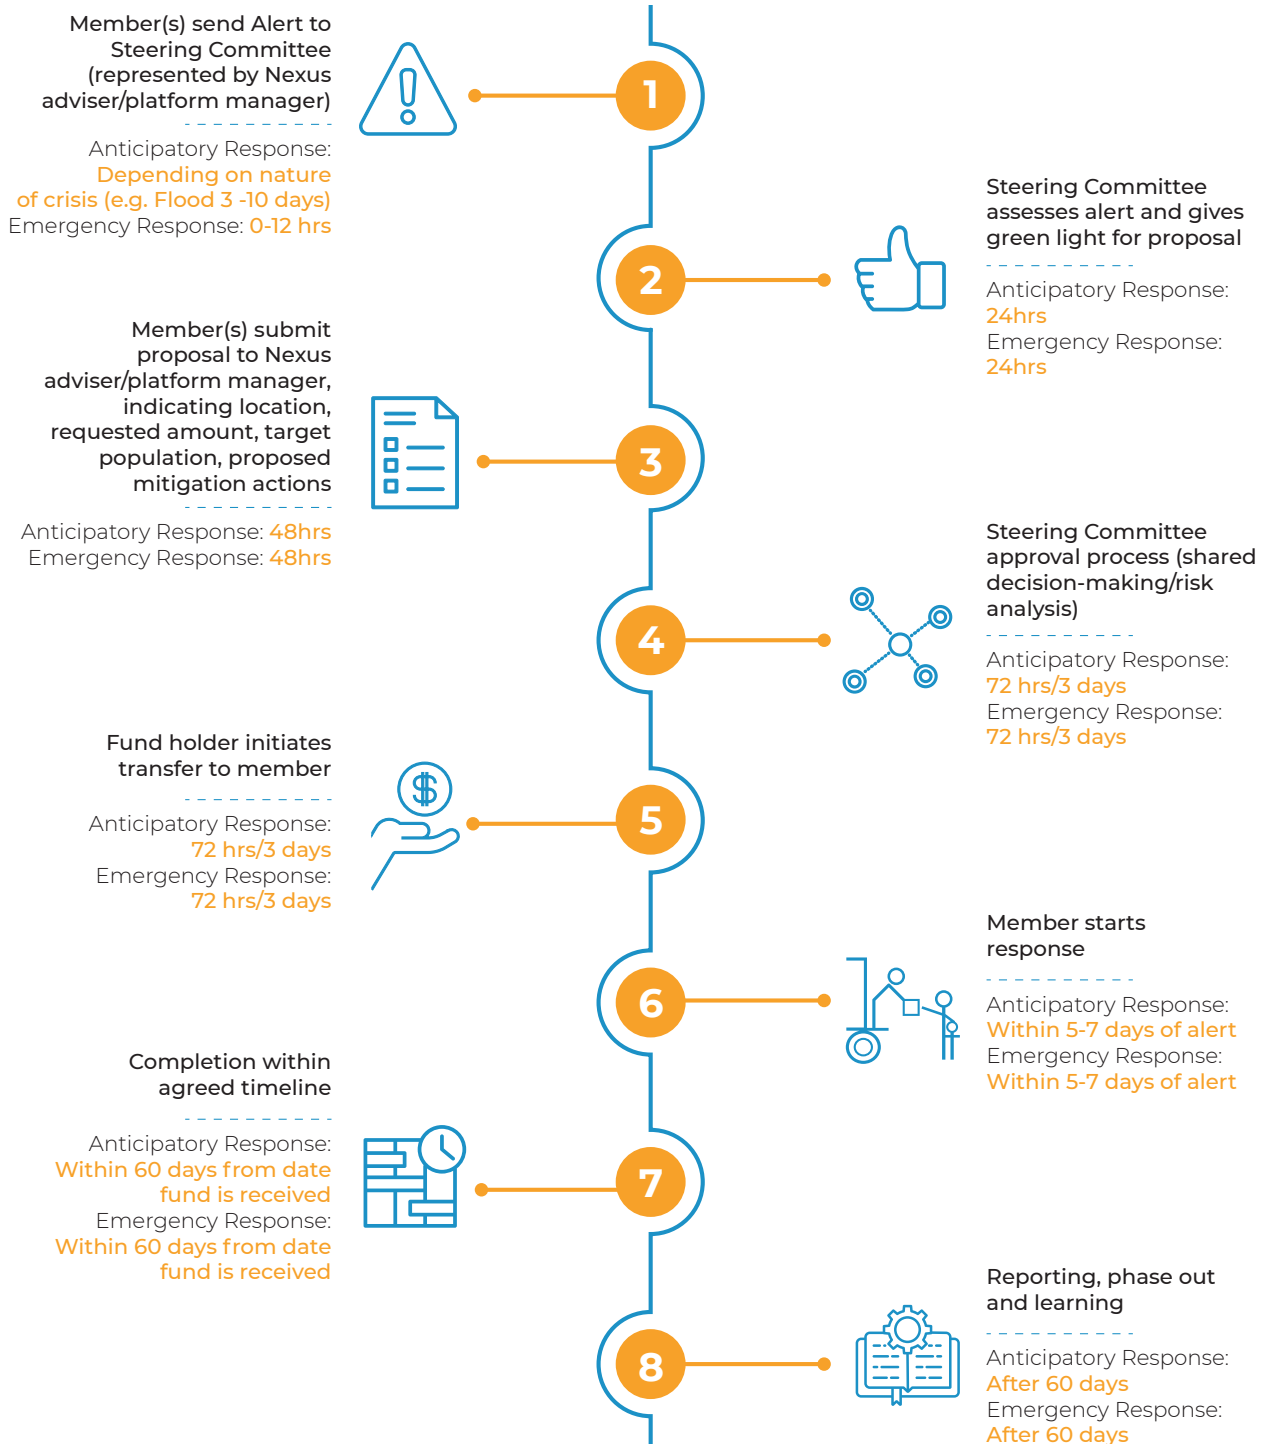 Member(s) send Alert to
Steering Committee
(represented by Nexus
adviser/platform manager)
Anticipatory Response:
Depending on nature
of crisis (e.g. Flood 3 -10 days)
Emergency Response: 0-12 hrs
1
Steering Committee
assesses alert and gives
green light for proposal
Anticipatory Response:
24hrs
Emergency Response:
24hrs
2
Member(s) submit
proposal to Nexus
adviser/platform manager,
indicating location,
requested amount, target
population, proposed
mitigation actions
Anticipatory Response: 48hrs
Emergency Response: 48hrs
3
Steering Committee
approval process (shared
decision-making/risk
analysis)
Anticipatory Response:
72 hrs/3 days
Emergency Response:
72 hrs/3 days
4
Fund holder initiates
transfer to member
Anticipatory Response:
72 hrs/3 days
Emergency Response:
72 hrs/3 days
$
5
Member starts
response
Anticipatory Response:
Within 5-7 days of alert
Emergency Response:
Within 5-7 days of alert
6
Completion within
agreed timeline
Anticipatory Response:
Within 60 days from date
fund is received
Emergency Response:
Within 60 days from date
fund is received
7
Reporting, phase out
and learning
Anticipatory Response:
After 60 days
Emergency Response:
After 60 days
8